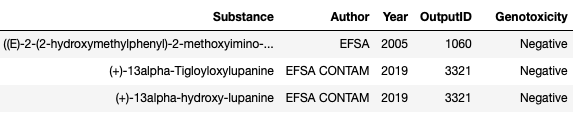 Substance Author Year OutputID Genotoxicity
((E)-2-(2-hydroxymethylphenyl)-2-methoxyimino-... EFSA 2005 1060 Negative
(+)-13alpha-Tigloyloxylupanine EFSA CONTAM 2019 3321 Negative
(+)-13alpha-hydroxy-lupanine EFSA CONTAM 2019 3321 Negative